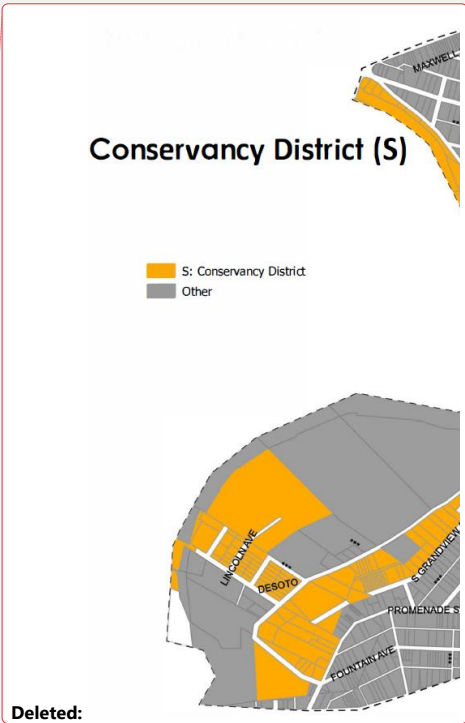 MAXWELL
Conservancy District (S)
S: Conservancy District
Other
LINCOLN AVE
DESOTO
S GRANDVIEW
PROMENADE S
FOUNTAIN AVE
Deleted: